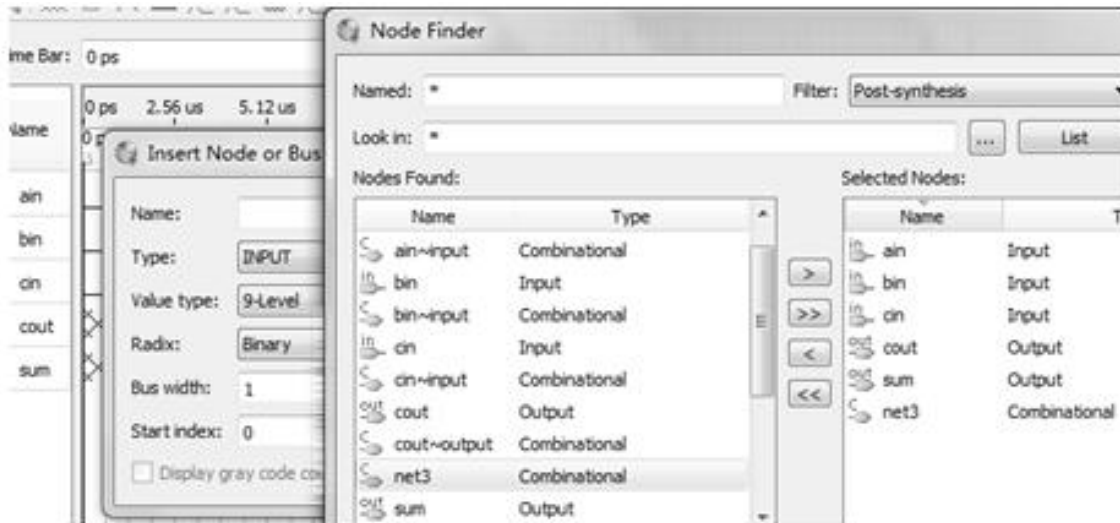 ime Bar: 0 ps
Name
0 ps 2.56 us 5.12 us
0 p
ain
bin
cin
cout
sum
Insert Node or Bus
Name:
Type: INPUT
Value type: 9-Level
Radix: Binary
Bus width: 1
Start index: 0
Display gray code co
Node Finder
Named: * Filter: Post-synthesis
Look in: * ... List
Nodes Found:
Name Type
ain~input Combinational
bin Input
bin~input Combinational
cin Input
cin~input Combinational
cout Output
cout~output Combinational
net3 Combinational
sum Output
>
>>
<
<<
Selected Nodes:
Name T
ain Input
bin Input
cin Input
cout Output
sum Output
net3 Combinational